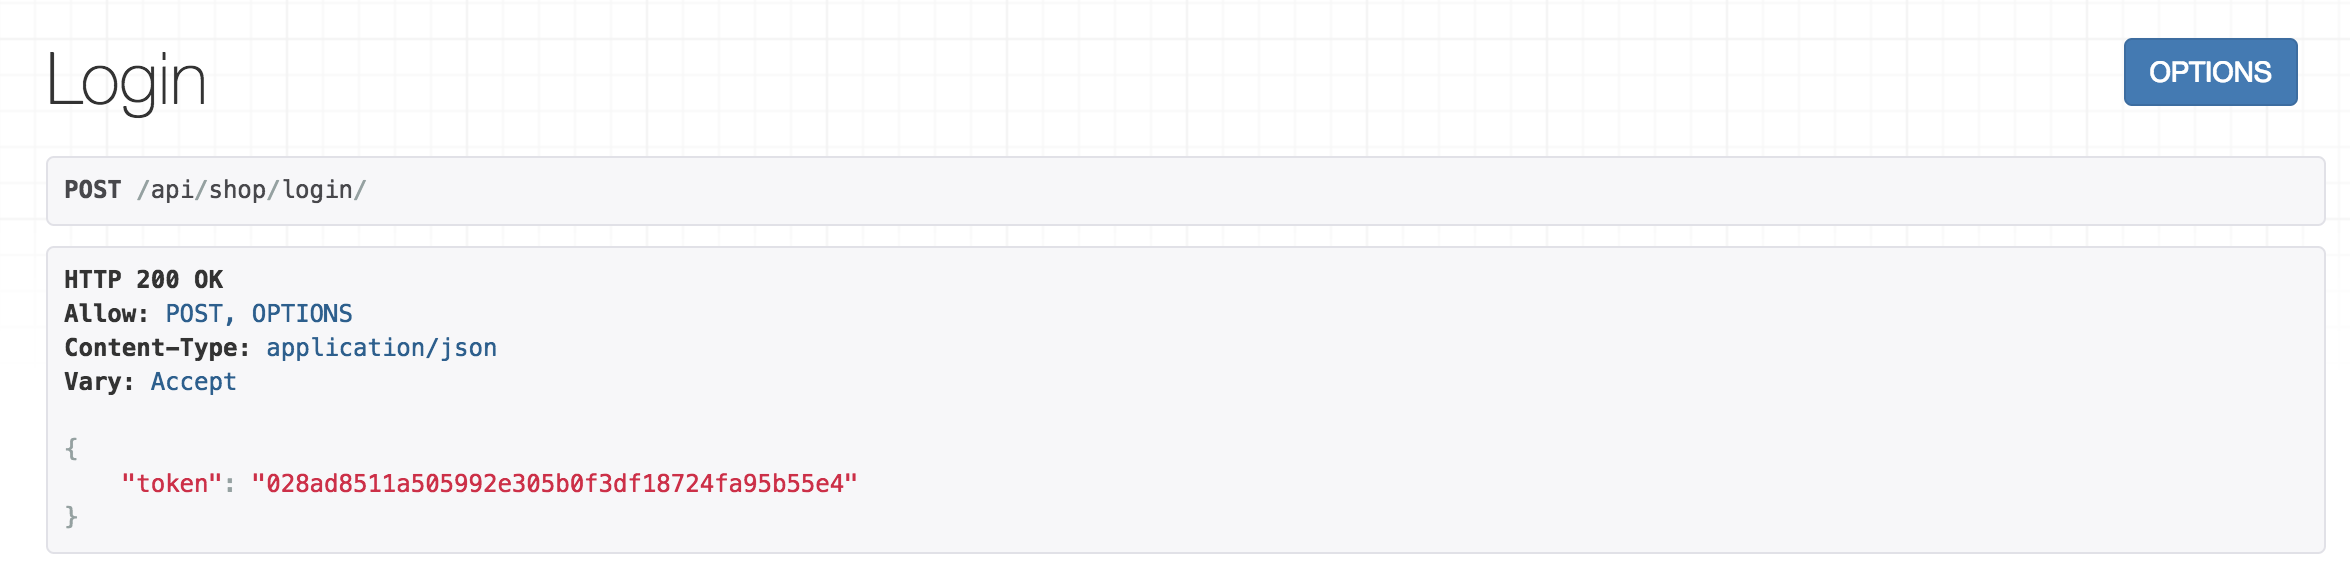 Login
OPTIONS
POST /api/shop/login/
HTTP 200 OK
Allow: POST, OPTIONS
Content-Type: application/json
Vary: Accept
{
    "token": "028ad8511a505992e305b0f3df18724fa95b55e4"
}